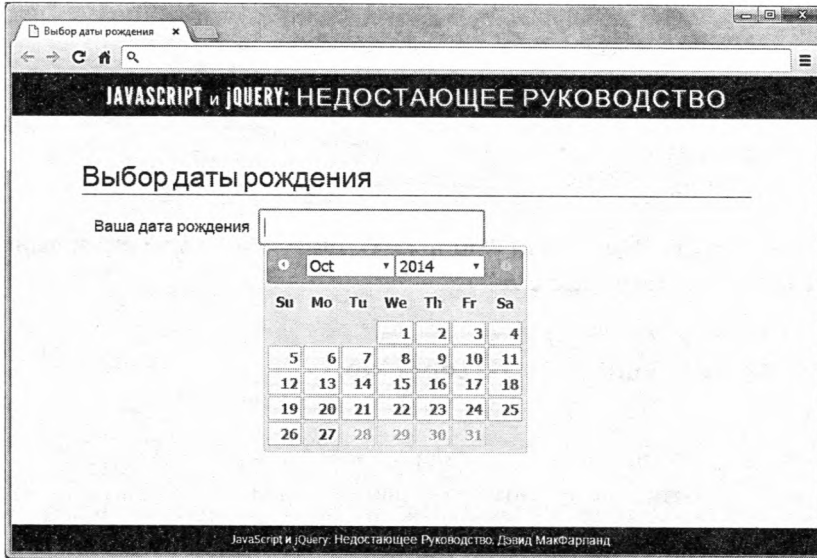 Выбор даты рождения
JAVASCRIPT и jQUERY: НЕДОСТАЮЩЕЕ РУКОВОДСТВО
Выбор даты рождения
Ваша дата рождения
Oct 2014
Su Mo Tu We Th Fr Sa
1 2 3 4
5 6 7 8 9 10 11
12 13 14 15 16 17 18
19 20 21 22 23 24 25
26 27 28 29 30 31
JavaScript и jQuery: Недостающее Руководство, Дэвид МакФарланд